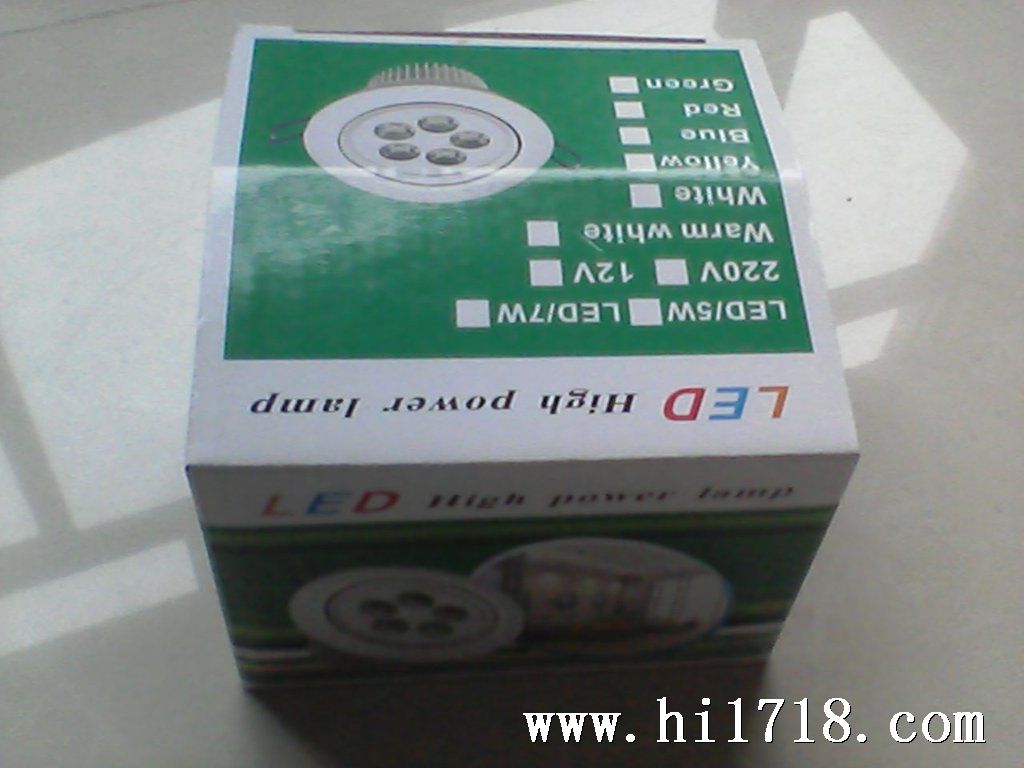 LED High power lamp
LED/5W LED/7W
220V 12V
Warm white
White
Yellow
Blue
Red
Green
LED High power lamp
www.hi1718.com